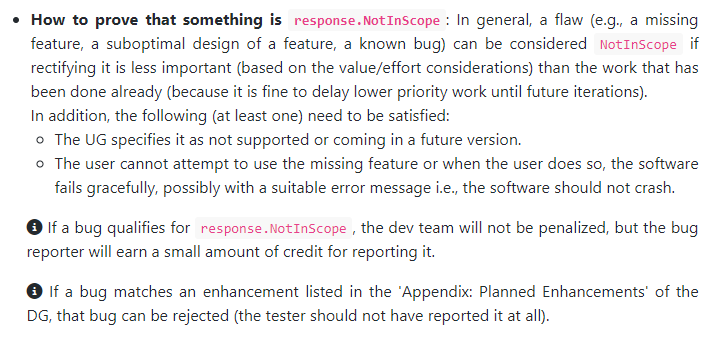 • How to prove that something is response.NotInScope: In general, a flaw (e.g., a missing
feature, a suboptimal design of a feature, a known bug) can be considered NotInScope if
rectifying it is less important (based on the value/effort considerations) than the work that has
been done already (because it is fine to delay lower priority work until future iterations).
In addition, the following (at least one) need to be satisfied:
○ The UG specifies it as not supported or coming in a future version.
○ The user cannot attempt to use the missing feature or when the user does so, the software
fails gracefully, possibly with a suitable error message i.e., the software should not crash.
If a bug qualifies for response.NotInScope, the dev team will not be penalized, but the bug
reporter will earn a small amount of credit for reporting it.
If a bug matches an enhancement listed in the 'Appendix: Planned Enhancements' of the
DG, that bug can be rejected (the tester should not have reported it at all).